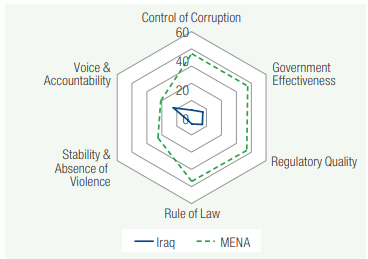 Control of Corruption
60
40
20
0
Voice &
Accountability
Government
Effectiveness
Stability &
Absence of
Violence
Regulatory Quality
Rule of Law
Iraq
MENA